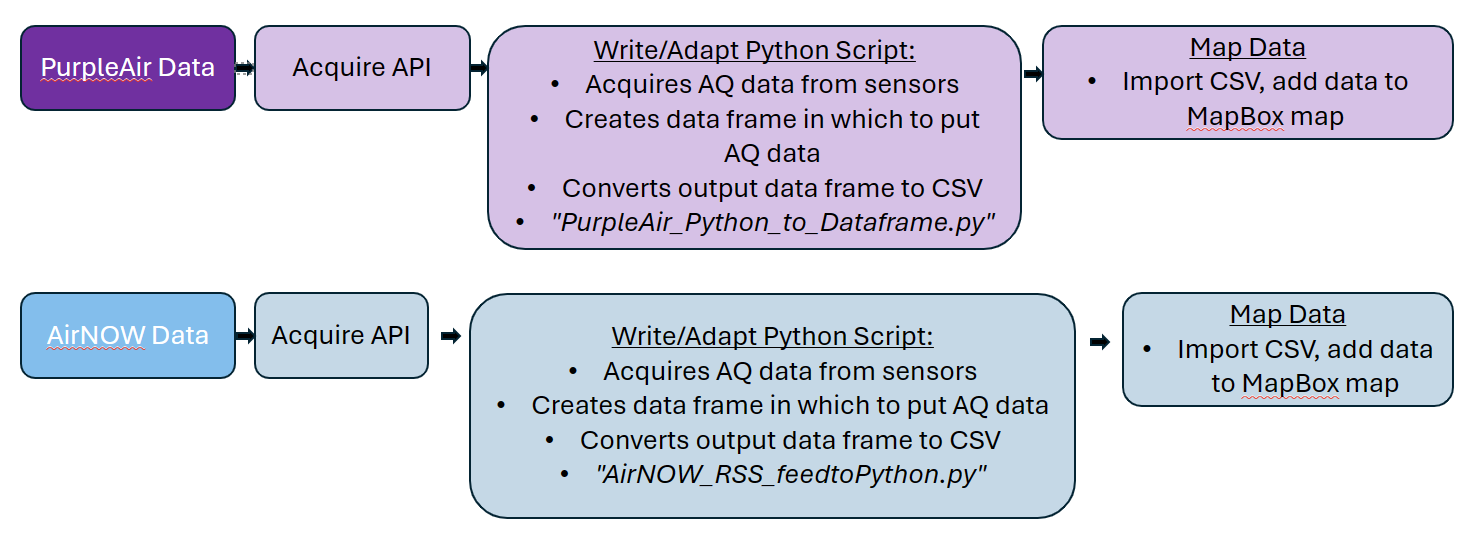 PurpleAir Data
Acquire API
Write/Adapt Python Script:
• Acquires AQ data from sensors
• Creates data frame in which to put
AQ data
• Converts output data frame to CSV
• "PurpleAir_Python_to_Dataframe.py"
Map Data
• Import CSV, add data to
MapBox map
AirNOW Data
Acquire API
Write/Adapt Python Script:
• Acquires AQ data from sensors
• Creates data frame in which to put AQ data
• Converts output data frame to CSV
• "AirNOW_RSS_feedtoPython.py"
Map Data
• Import CSV, add data
to MapBox map